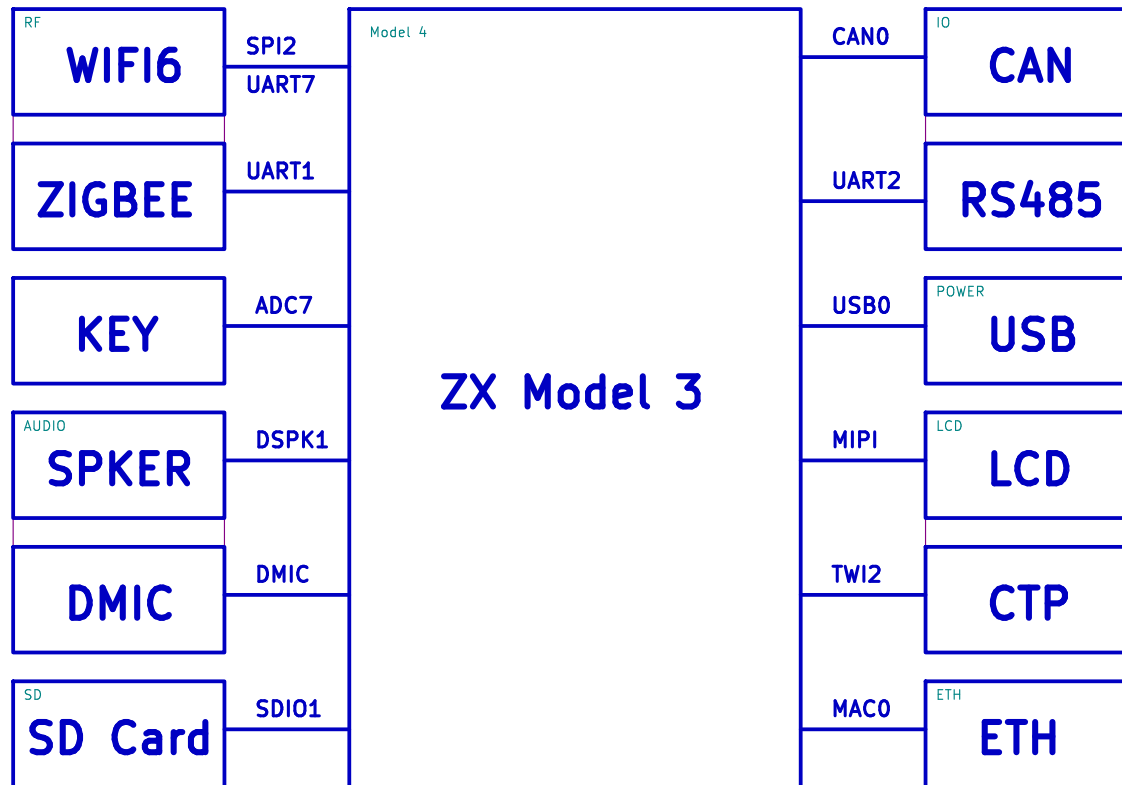 RF
WIFI6
SPI2
UART7
ZIGBEE
UART1
KEY
ADC7
AUDIO
SPKER
DSPK1
DMIC
DMIC
SD
SD Card
SDIO1
Model 4
ZX Model 3
CAN0
IO
CAN
UART2
RS485
USB0
POWER
USB
MIPI
LCD
LCD
TWI2
CTP
MAC0
ETH
ETH